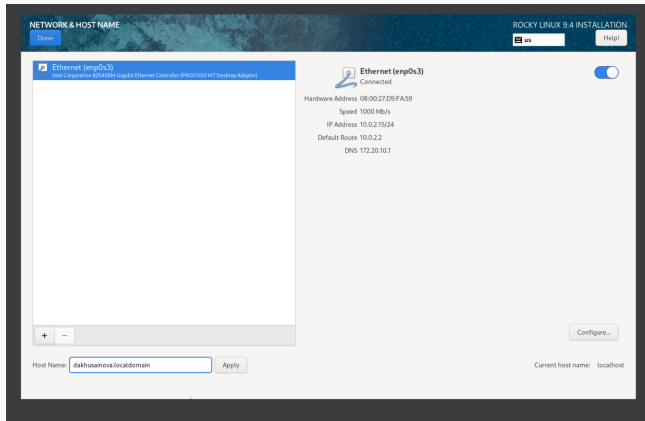 NETWORK & HOST NAME
Done
ROCKY LINUX 9.4 INSTALLATION
us
Help!
Ethernet (enp0s3)
Intel Corporation 82540EM Gigabit Ethernet Controller (PRO/1000 MT Desktop Adapter)
Ethernet (enp0s3)
Connected
Hardware Address 08:00:27:D9:FA:59
Speed 1000 Mb/s
IP Address 10.0.2.15/24
Default Route 10.0.2.2
DNS 172.20.10.1
+ −
Configure...
Host Name: dakhusainova.localdomain Apply Current host name: localhost